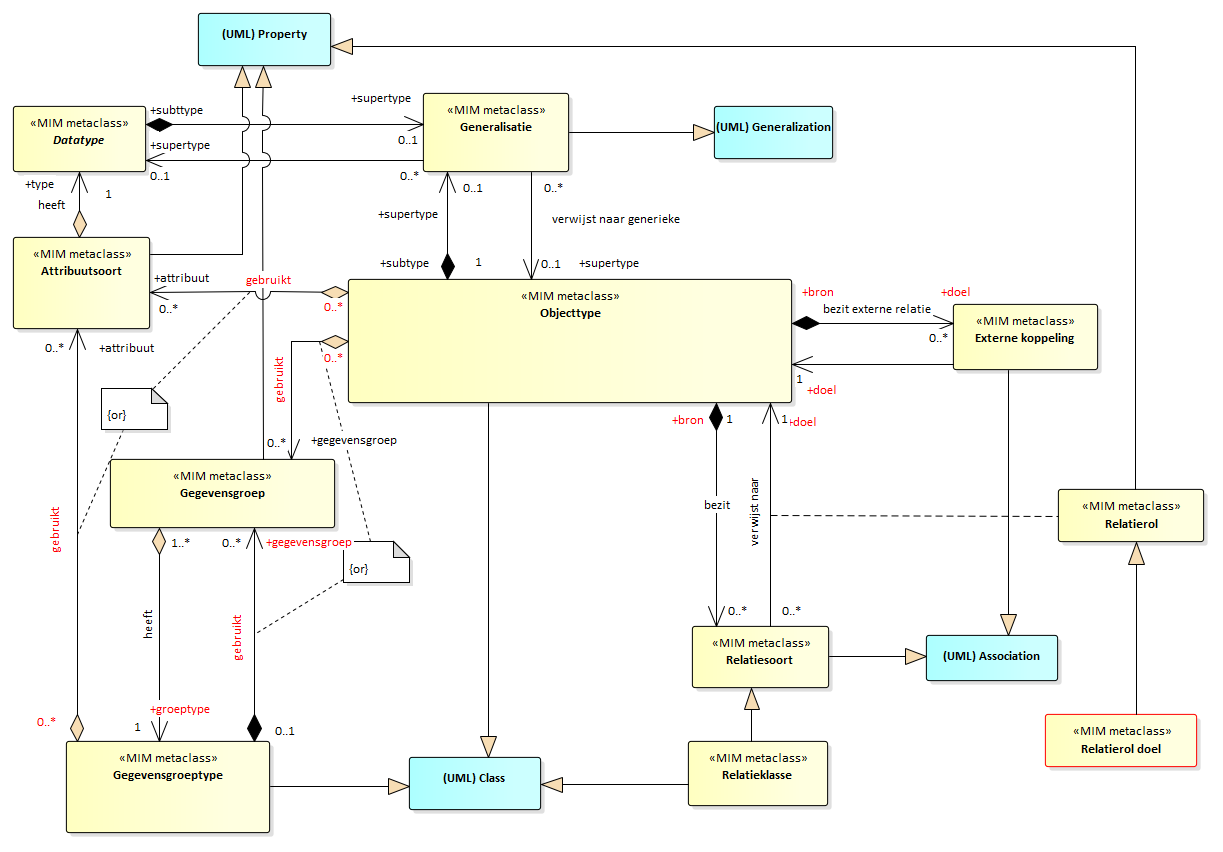 (UML) Property
«MIM metaclass»
Datatype
+subttype
+supertype
0..1
+supertype
0..1
0..*
«MIM metaclass»
Generalisatie
(UML) Generalization
+type
1
heeft
0..1
0..*
+supertype
verwijst naar generieke
+subtype
1
0..1
+supertype
«MIM metaclass»
Attribuutsoort
+attribuut
gebruikt
0..*
0..*
«MIM metaclass»
Objecttype
+bron
+doel
bezit externe relatie
0..*
«MIM metaclass»
Externe koppeling
1
+doel
0..*
+attribuut
0..*
gebruikt
{or}
0..*
+gegevensgroep
+bron
1
1
+doel
«MIM metaclass»
Gegevensgroep
bezit
verwijst naar
«MIM metaclass»
Relatierol
gebruikt
1..*
0..*
+gegevensgroep
{or}
heeft
gebruikt
0..*
0..*
«MIM metaclass»
Relatiesoort
(UML) Association
0..*
+groeptype
1
0..1
«MIM metaclass»
Relatierol doel
«MIM metaclass»
Gegevensgroeptype
(UML) Class
«MIM metaclass»
Relatieklasse